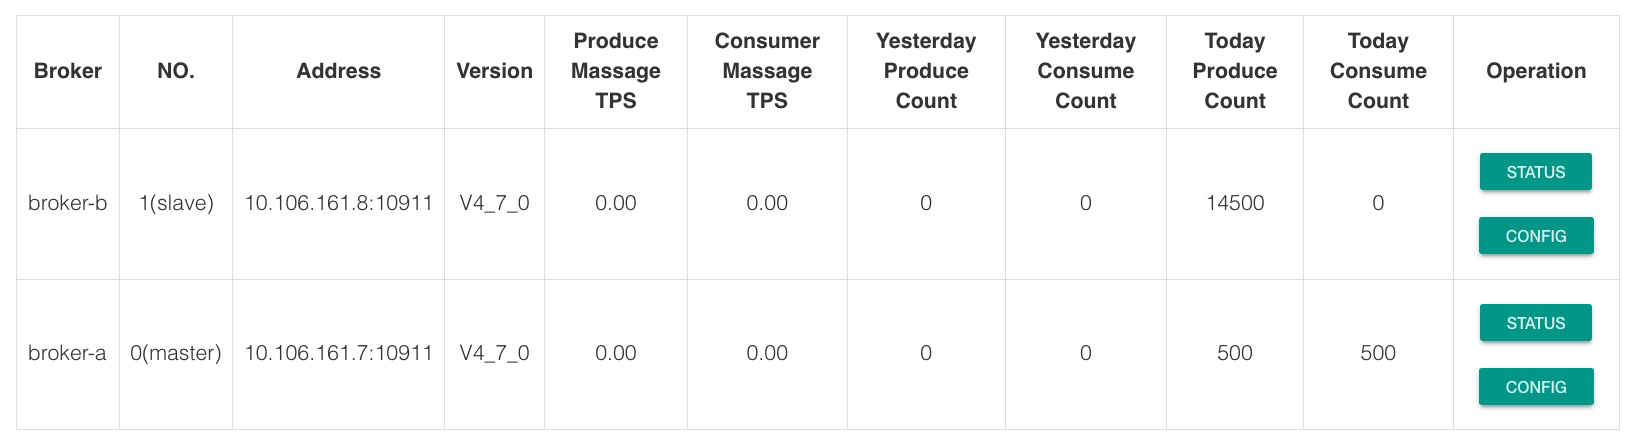 Broker NO. Address Version Produce Massage TPS Consumer Massage TPS Yesterday Produce Count Yesterday Consume Count Today Produce Count Today Consume Count Operation
broker-b 1(slave) 10.106.161.8:10911 V4_7_0 0.00 0.00 0 0 14500 0 STATUS
CONFIG
broker-a 0(master) 10.106.161.7:10911 V4_7_0 0.00 0.00 0 0 500 500 STATUS
CONFIG